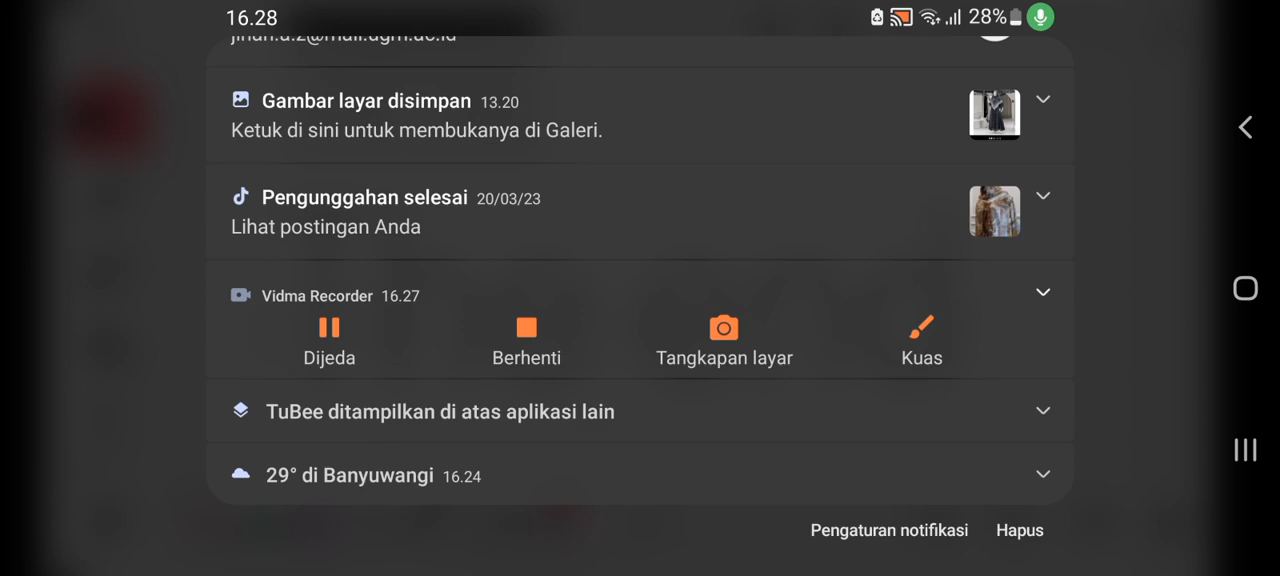 16.28
28%
Gambar layar disimpan 13.20
Ketuk di sini untuk membukanya di Galeri.
Pengunggahan selesai 20/03/23
Lihat postingan Anda
Vidma Recorder 16.27
Dijeda Berhenti Tangkapan layar Kuas
TuBee ditampilkan di atas aplikasi lain
29° di Banyuwangi 16.24
Pengaturan notifikasi Hapus